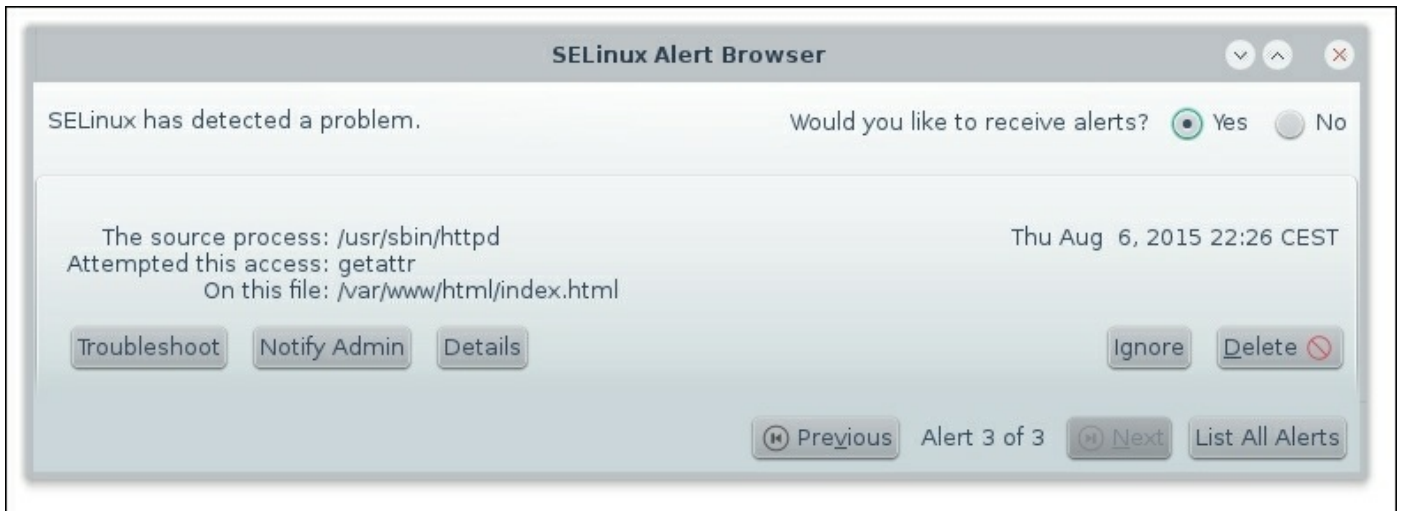 SELinux Alert Browser
SELinux has detected a problem. Would you like to receive alerts? Yes No
The source process: /usr/sbin/httpd Thu Aug 6, 2015 22:26 CEST
Attempted this access: getattr
On this file: /var/www/html/index.html
Troubleshoot Notify Admin Details Ignore Delete
Previous Alert 3 of 3 Next List All Alerts